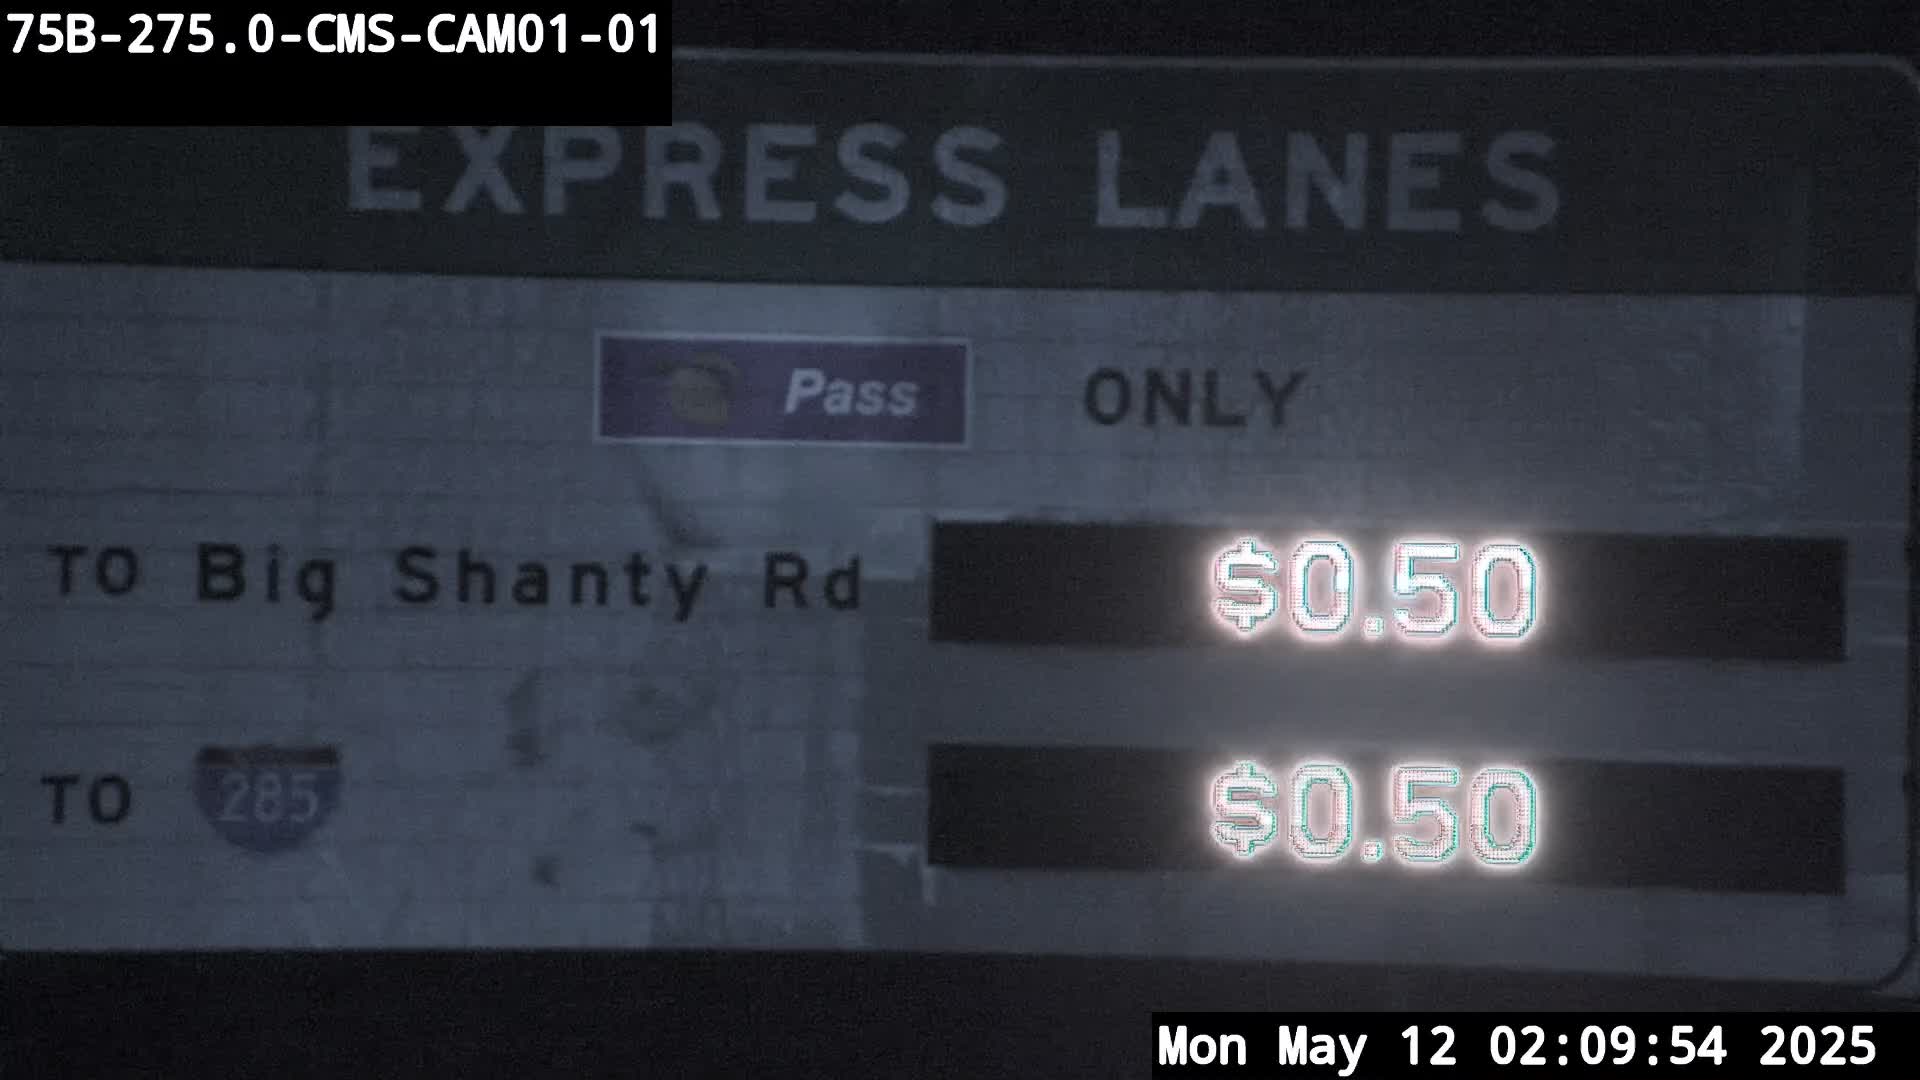 75B-275.0-CMS-CAM01-01
EXPRESS LANES
Pass ONLY
TO Big Shanty Rd $0.50
TO 285 $0.50
Mon May 12 02:09:54 2025